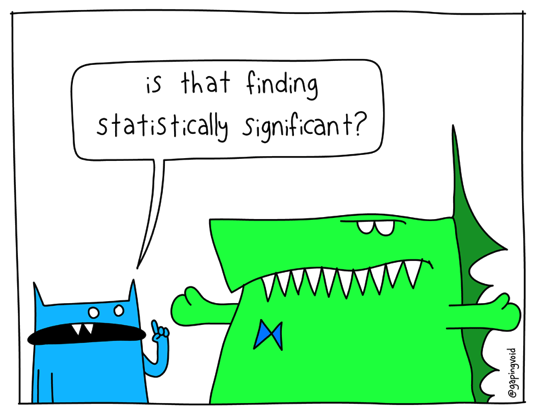 is that finding
statistically significant?
@gapingvoid